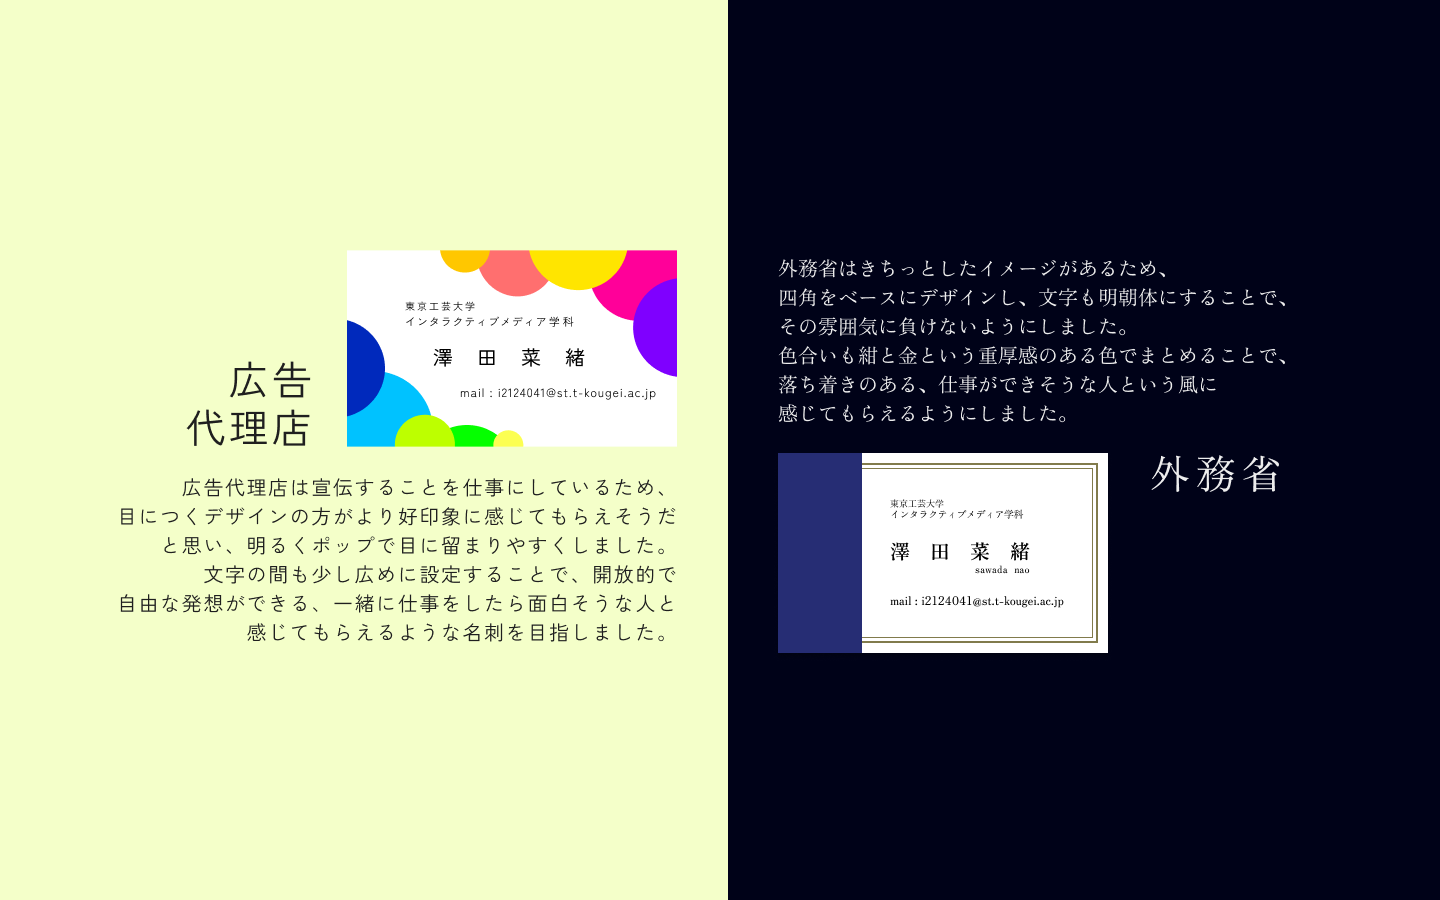 広告
代理店
東京工芸大学
インタラクティブメディア学科
澤 田 菜 緒
mail : i2124041@st.t-kougei.ac.jp
広告代理店は宣伝することを仕事にしているため、
目につくデザインの方がより好印象に感じてもらえそうだ
と思い、明るくポップで目に留まりやすくしました。
文字の間も少し広めに設定することで、開放的で
自由な発想ができる、一緒に仕事をしたら面白そうな人と
感じてもらえるような名刺を目指しました。
外務省はきちっとしたイメージがあるため、
四角をベースにデザインし、文字も明朝体にすることで、
その雰囲気に負けないようにしました。
色合いも紺と金という重厚感のある色でまとめることで、
落ち着きのある、仕事ができそうな人という風に
感じてもらえるようにしました。
外務省
東京工芸大学
インタラクティブメディア学科
澤 田 菜 緒
sawada nao
mail : i2124041@st.t-kougei.ac.jp